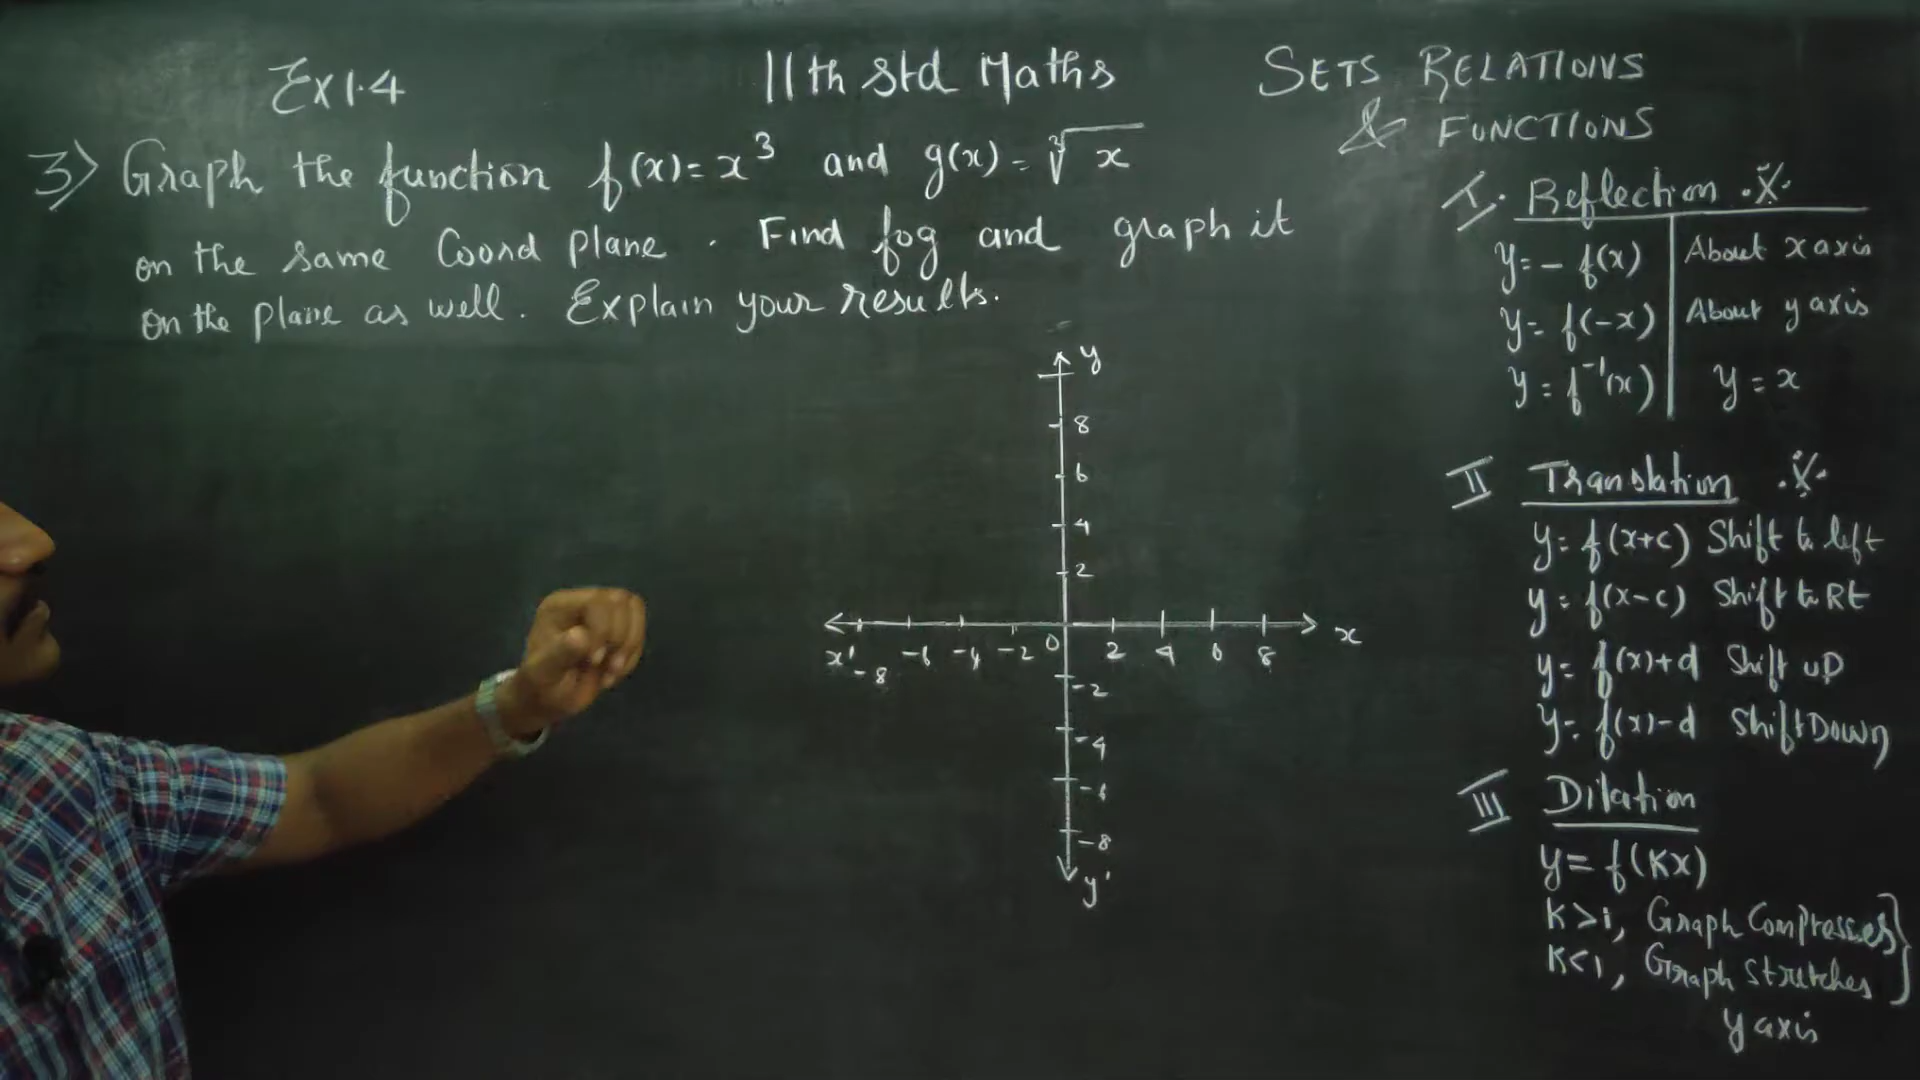 Ex 1.4
11th Std Maths
SETS RELATIONS
& FUNCTIONS
3) Graph the function f(x) = x³ and g(x) = ∛x
on the same Coord plane. Find fog and graph it
on the plane as well. Explain your results.
I. Reflection .X.
y = - f(x) About x axis
y = f(-x) About y axis
y = f⁻¹(x) y = x
II Translation .X.
y = f(x+c) Shift to left
y = f(x-c) Shift to Rt
y = f(x)+d Shift up
y = f(x)-d Shift Down
III Dilation
y = f(Kx)
K>1, Graph Compresses
K<1, Graph Stretches
y axis
y
8
6
4
2
x' -8 -6 -4 -2 0 2 4 6 8 x
-2
-4
-6
-8
y'